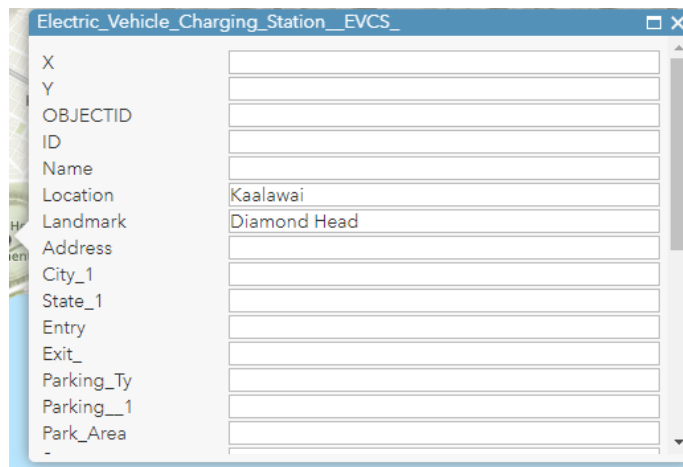 Electric_Vehicle_Charging_Station__EVCS_
X
Y
OBJECTID
ID
Name
Location Kaalawai
Landmark Diamond Head
Address
City_1
State_1
Entry
Exit_
Parking_Ty
Parking__1
Park_Area